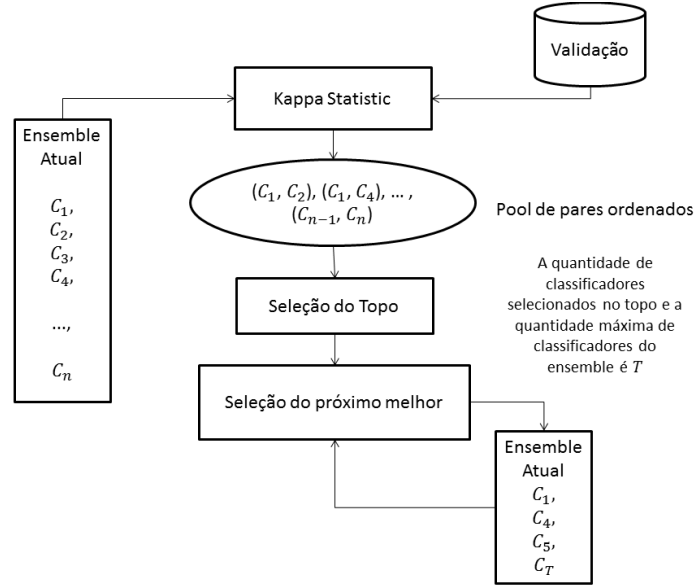 Validação
Kappa Statistic
Ensemble
Atual
C₁,
C₂,
C₃,
C₄,
...,
Cₙ
(C₁, C₂), (C₁, C₄), ... ,
(Cₙ₋₁, Cₙ)
Pool de pares ordenados
Seleção do Topo
A quantidade de
classificadores
selecionados no topo e a
quantidade máxima de
classificadores do
ensemble é T
Seleção do próximo melhor
Ensemble
Atual
C₁,
C₄,
C₅,
C_T